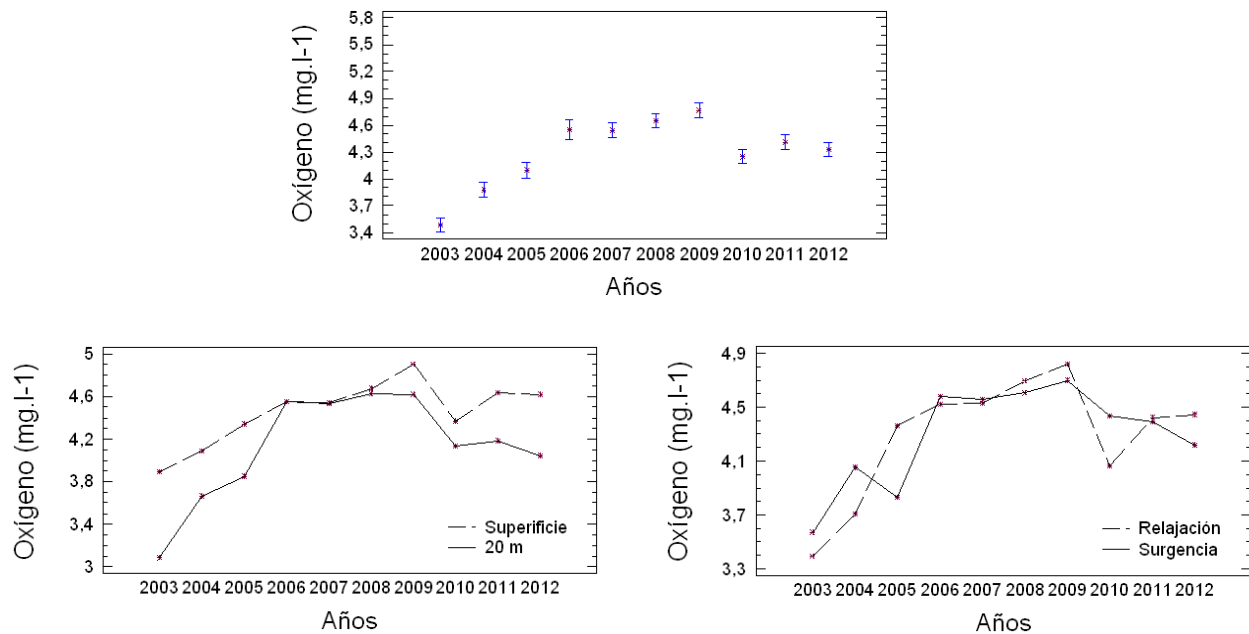 Oxígeno (mg.l-1)
5,8
5,5
5,2
4,9
4,6
4,3
4
3,7
3,4
2003 2004 2005 2006 2007 2008 2009 2010 2011 2012
Años
Oxígeno (mg.l-1)
5
4,6
4,2
3,8
3,4
3
Superificie
20 m
2003 2004 2005 2006 2007 2008 2009 2010 2011 2012
Años
Oxígeno (mg.l-1)
4,9
4,5
4,1
3,7
3,3
Relajación
Surgencia
2003 2004 2005 2006 2007 2008 2009 2010 2011 2012
Años